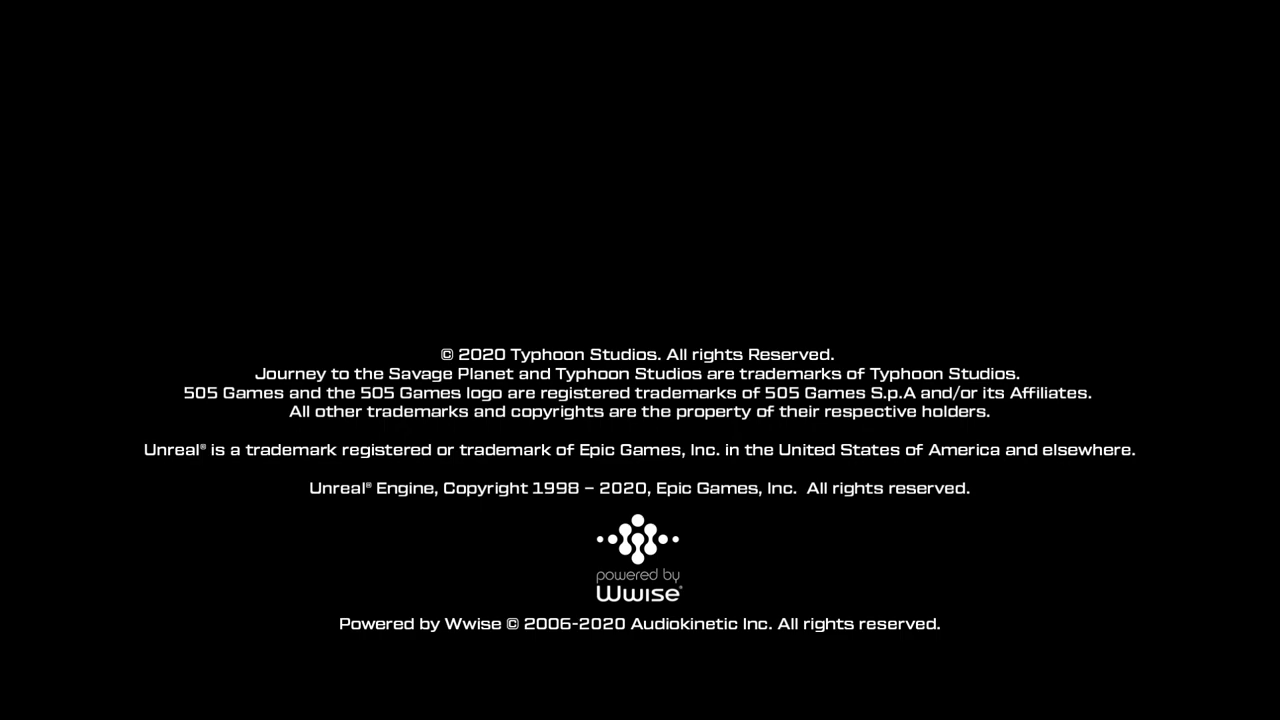 © 2020 Typhoon Studios. All rights Reserved.
Journey to the Savage Planet and Typhoon Studios are trademarks of Typhoon Studios.
505 Games and the 505 Games logo are registered trademarks of 505 Games S.p.A and/or its Affiliates.
All other trademarks and copyrights are the property of their respective holders.
Unreal® is a trademark registered or trademark of Epic Games, Inc. in the United States of America and elsewhere.
Unreal® Engine, Copyright 1998 – 2020, Epic Games, Inc.  All rights reserved.
powered by
Wwise®
Powered by Wwise © 2006-2020 Audiokinetic Inc. All rights reserved.